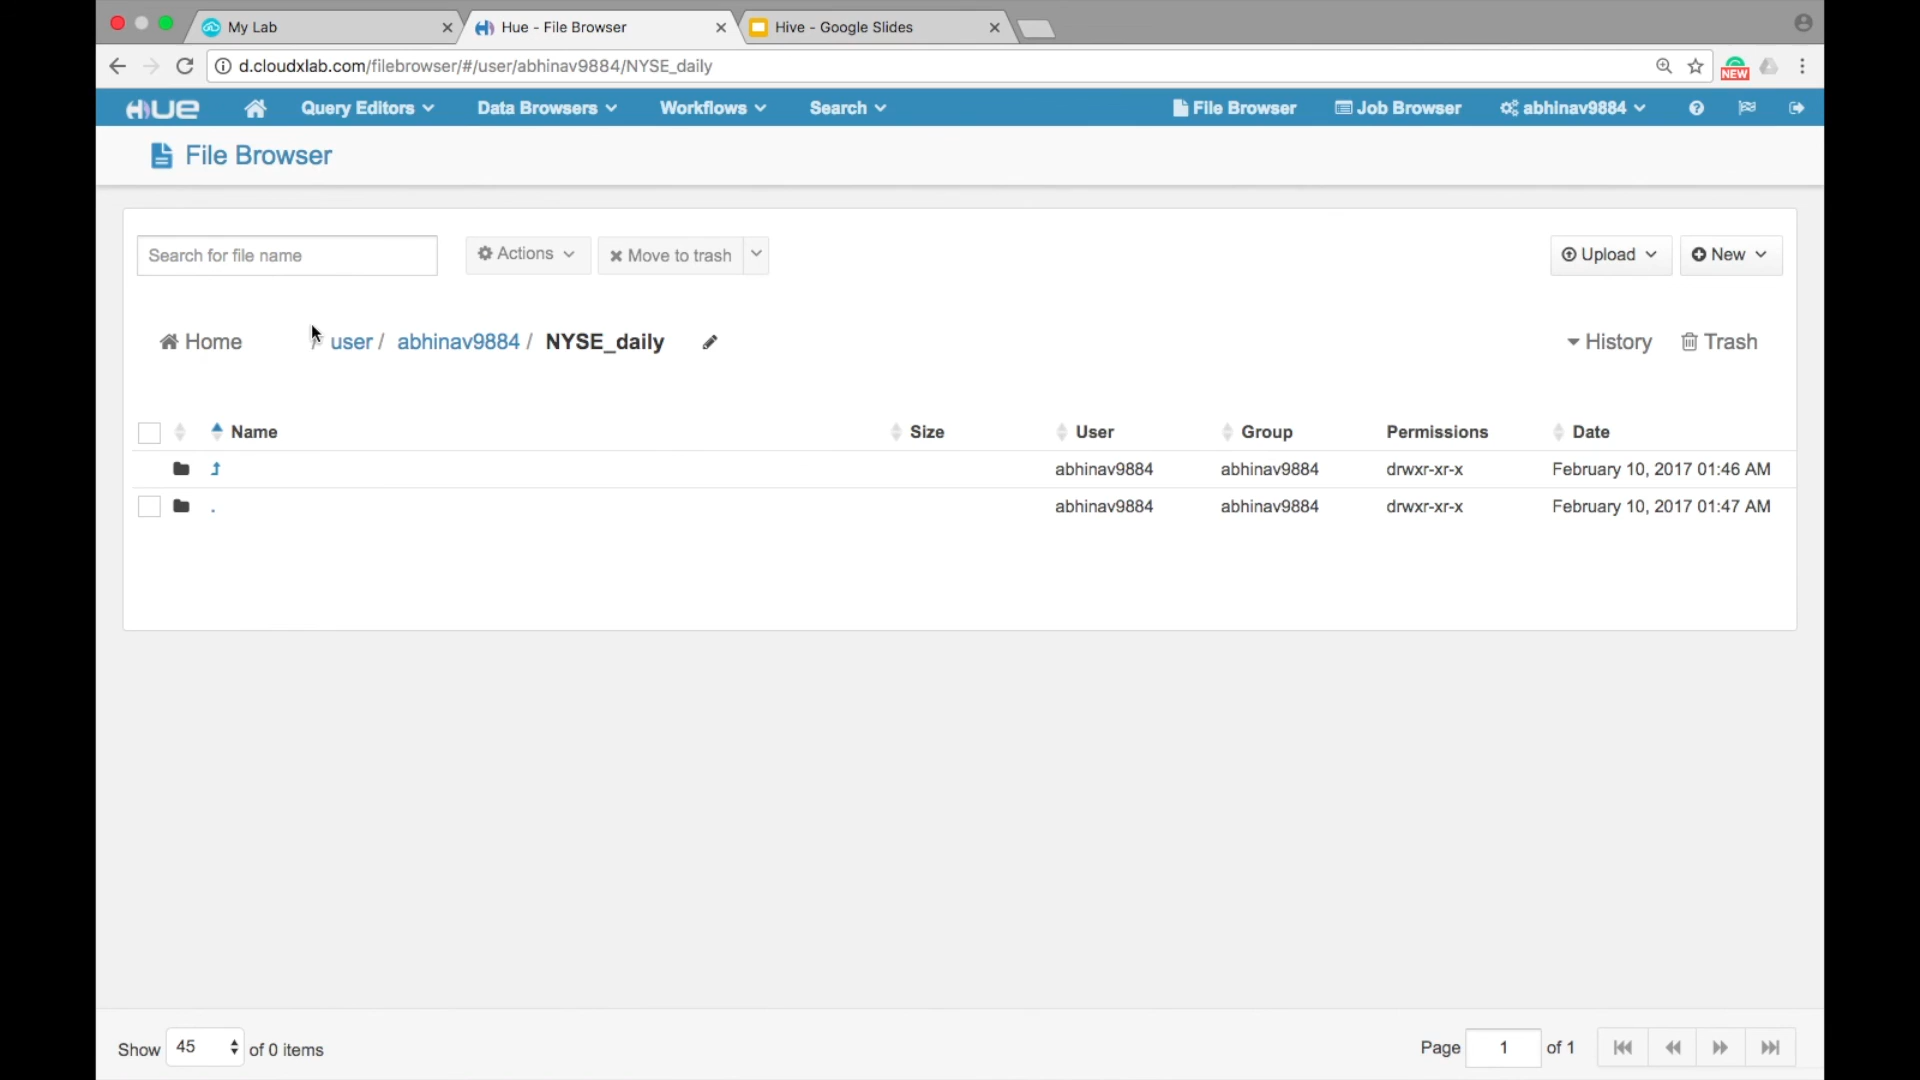 My Lab
Hue - File Browser
Hive - Google Slides
d.cloudxlab.com/filebrowser/#/user/abhinav9884/NYSE_daily
NEW
HUE Query Editors Data Browsers Workflows Search File Browser Job Browser abhinav9884
File Browser
Search for file name Actions Move to trash Upload New
Home / user / abhinav9884 / NYSE_daily History Trash
Name Size User Group Permissions Date
abhinav9884 abhinav9884 drwxr-xr-x February 10, 2017 01:46 AM
. abhinav9884 abhinav9884 drwxr-xr-x February 10, 2017 01:47 AM
Show 45 of 0 items Page 1 of 1